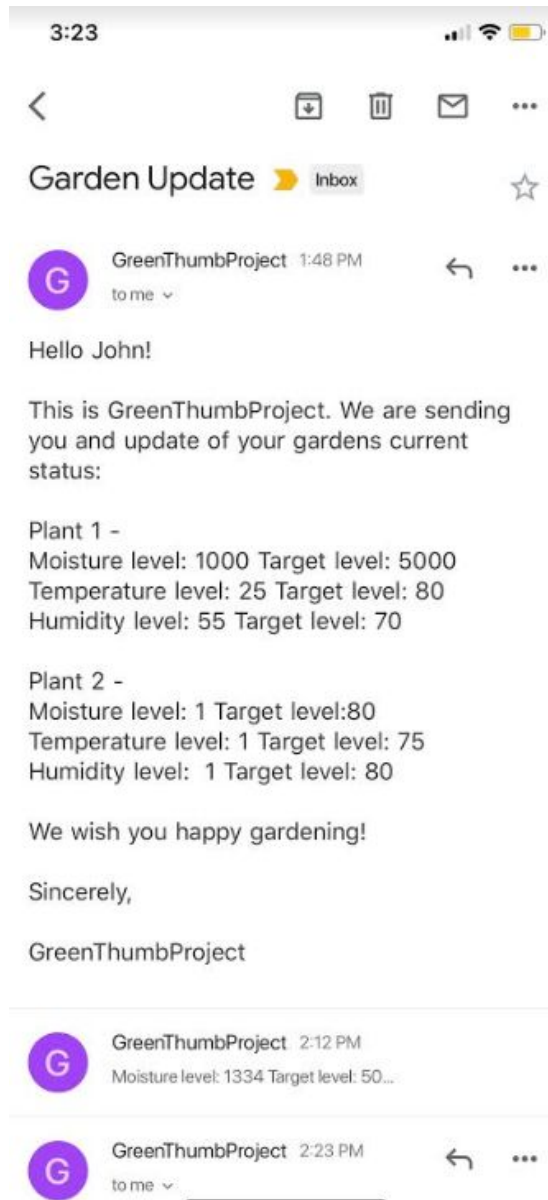 3:23
Garden Update Inbox
G
GreenThumbProject 1:48 PM
to me
Hello John!
This is GreenThumbProject. We are sending
you and update of your gardens current
status:
Plant 1 -
Moisture level: 1000 Target level: 5000
Temperature level: 25 Target level: 80
Humidity level: 55 Target level: 70
Plant 2 -
Moisture level: 1 Target level:80
Temperature level: 1 Target level: 75
Humidity level:  1 Target level: 80
We wish you happy gardening!
Sincerely,
GreenThumbProject
G
GreenThumbProject 2:12 PM
Moisture level: 1334 Target level: 50...
G
GreenThumbProject 2:23 PM
to me